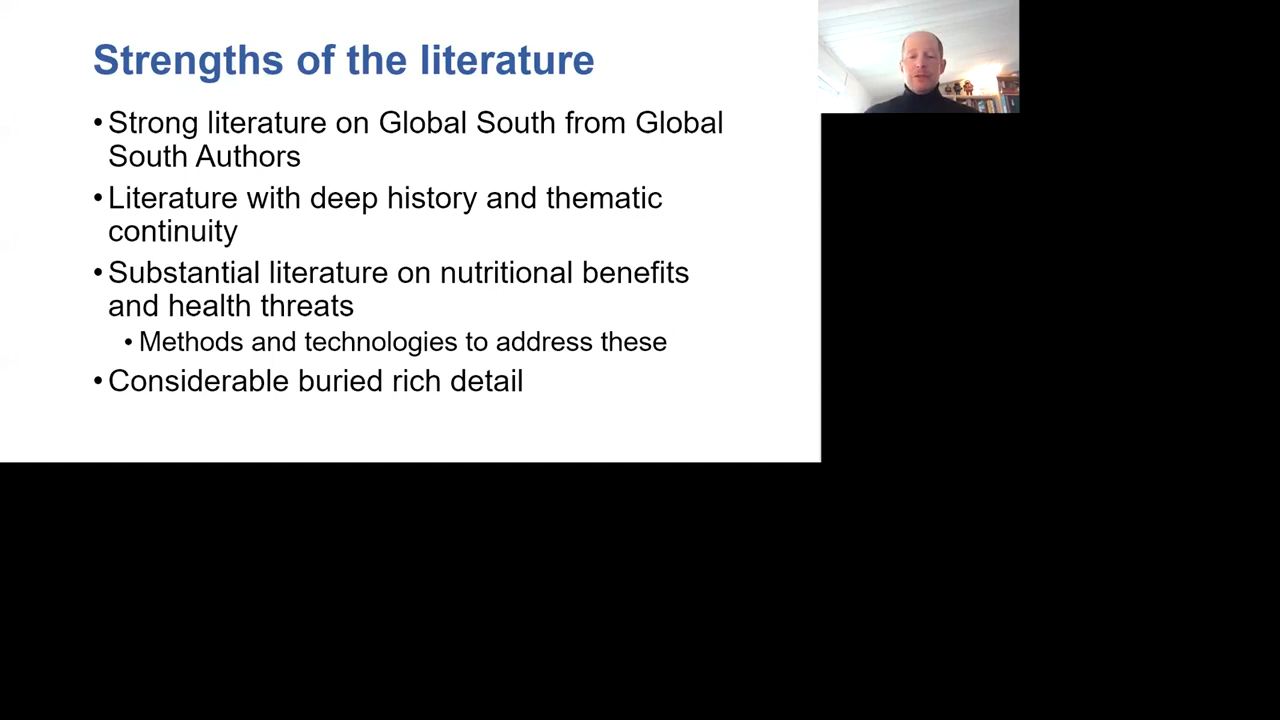 Strengths of the literature
•Strong literature on Global South from Global
South Authors
•Literature with deep history and thematic
continuity
•Substantial literature on nutritional benefits
and health threats
•Methods and technologies to address these
•Considerable buried rich detail